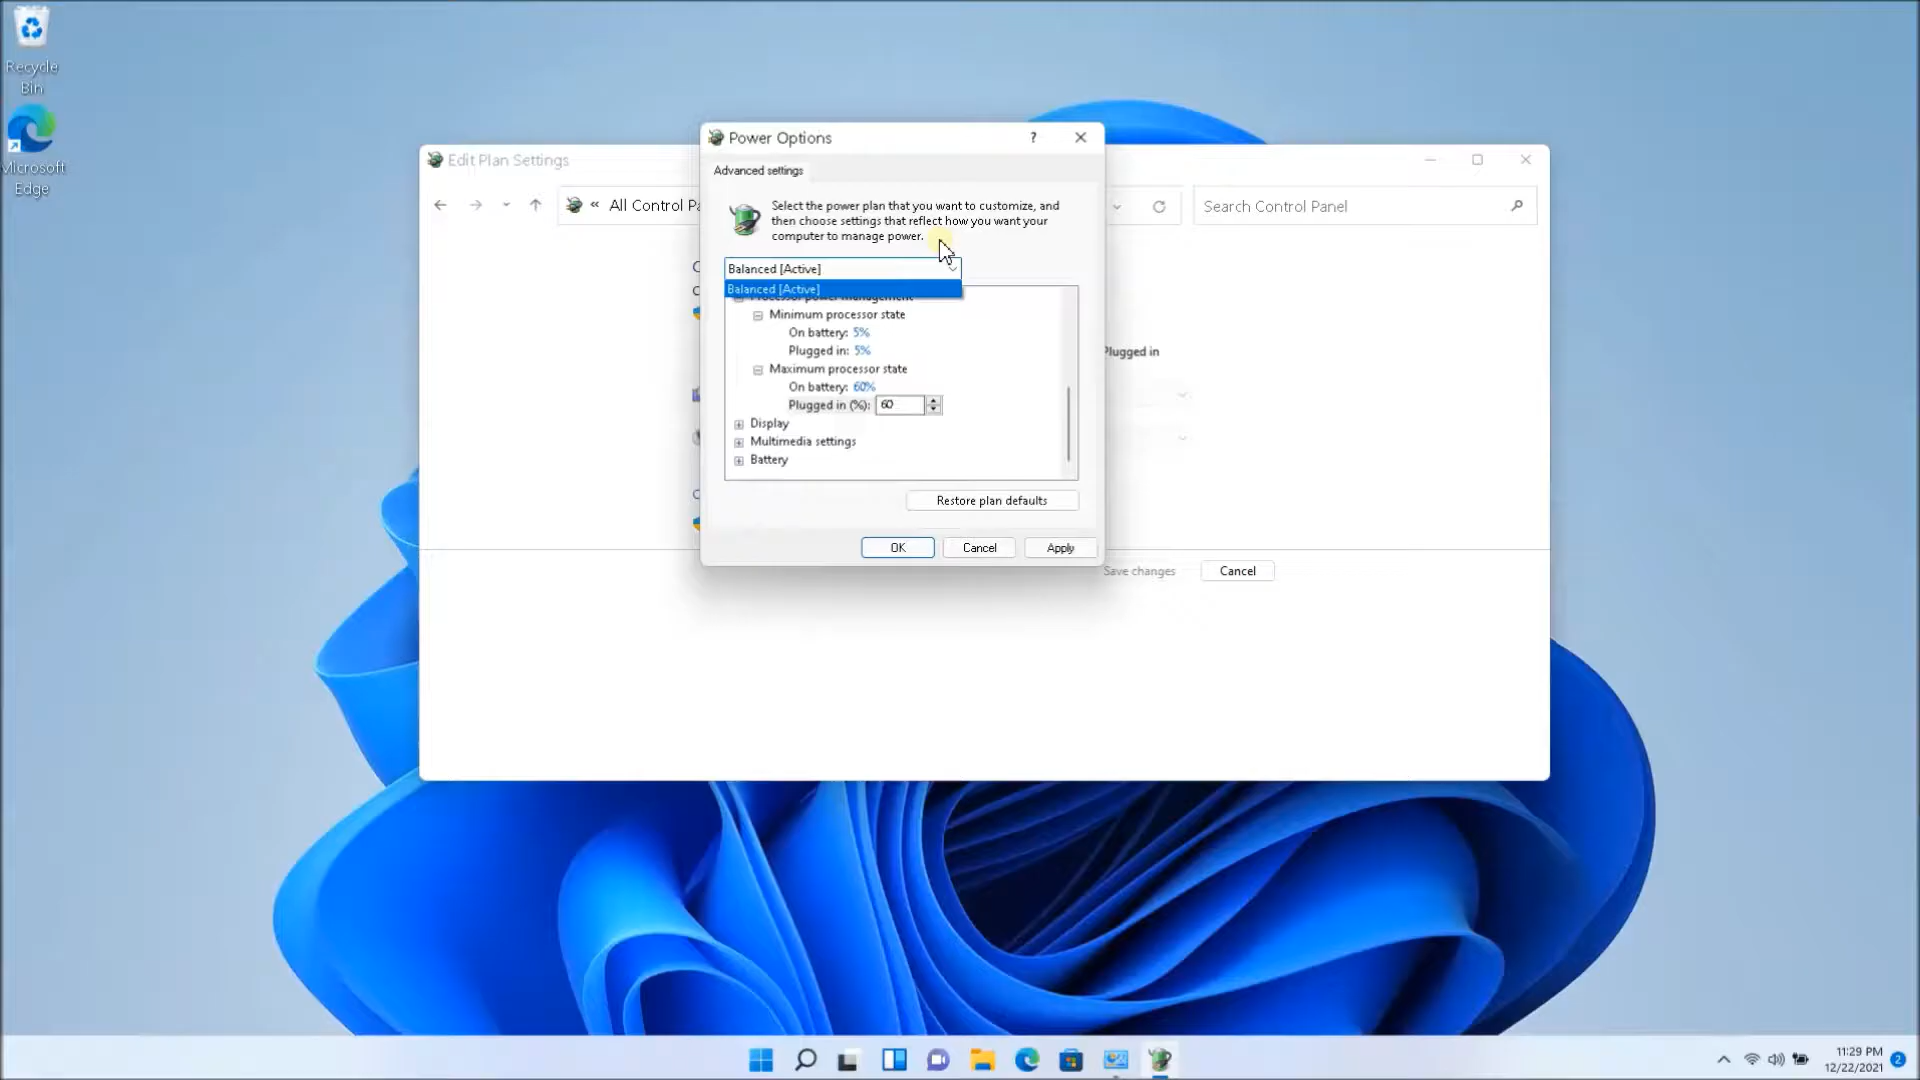 Recycle
Bin
Microsoft
Edge
Edit Plan Settings
« All Control Pa
Search Control Panel
Power Options
?
Advanced settings
Select the power plan that you want to customize, and
then choose settings that reflect how you want your
computer to manage power.
Balanced [Active]
Balanced [Active]
Processor power management
Minimum processor state
On battery: 5%
Plugged in: 5%
Maximum processor state
On battery: 60%
Plugged in (%): 60
Display
Multimedia settings
Battery
Restore plan defaults
OK Cancel Apply
Plugged in
Save changes Cancel
11:29 PM
12/22/2021
2